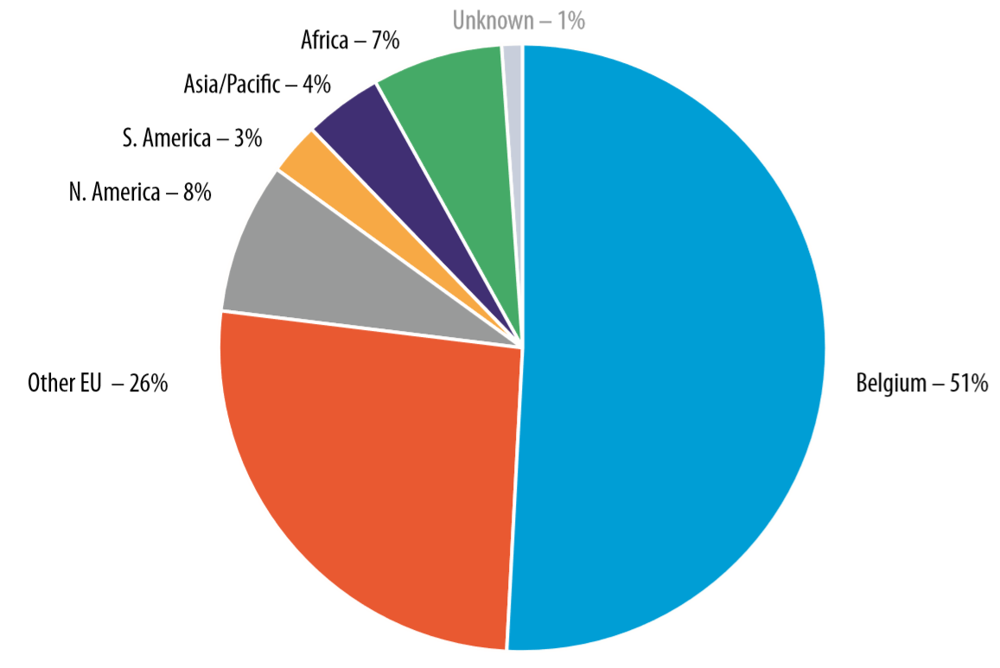 Unknown – 1%
Africa – 7%
Asia/Pacific – 4%
S. America – 3%
N. America – 8%
Other EU – 26%
Belgium – 51%